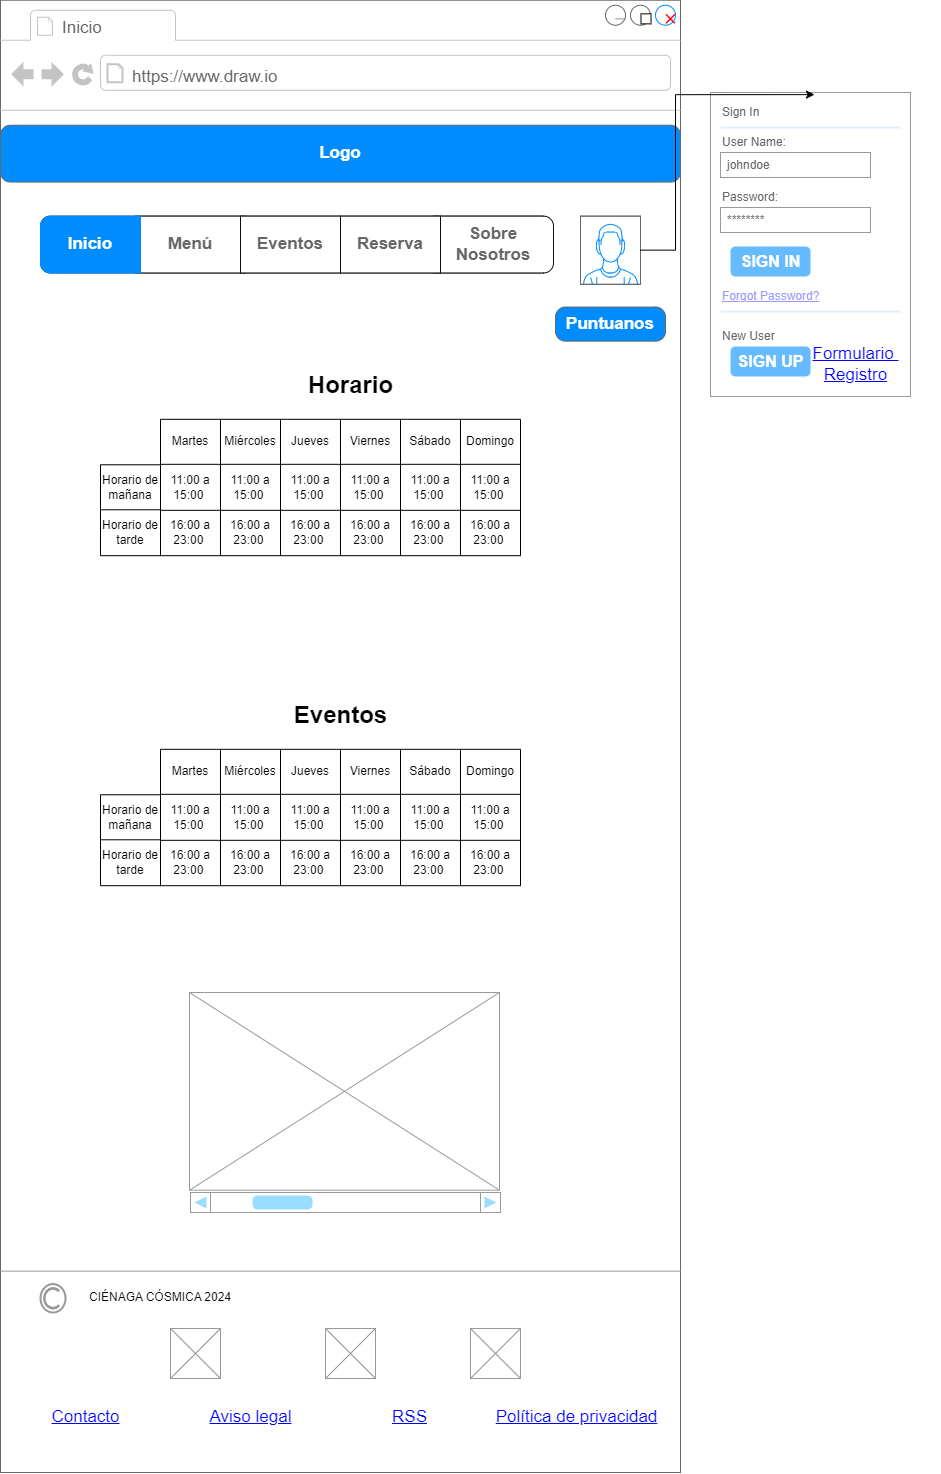 Inicio
https://www.draw.io
Logo
Inicio
Menú
Eventos
Reserva
Sobre
Nosotros
Puntuanos
Sign In
User Name:
johndoe
Password:
********
SIGN IN
Forgot Password?
New User
SIGN UP
Formulario
Registro
Horario
Martes Miércoles Jueves Viernes Sábado Domingo
Horario de 11:00 a 11:00 a 11:00 a 11:00 a 11:00 a 11:00 a
mañana 15:00 15:00 15:00 15:00 15:00 15:00
Horario de 16:00 a 16:00 a 16:00 a 16:00 a 16:00 a 16:00 a
tarde 23:00 23:00 23:00 23:00 23:00 23:00
Eventos
Martes Miércoles Jueves Viernes Sábado Domingo
Horario de 11:00 a 11:00 a 11:00 a 11:00 a 11:00 a 11:00 a
mañana 15:00 15:00 15:00 15:00 15:00 15:00
Horario de 16:00 a 16:00 a 16:00 a 16:00 a 16:00 a 16:00 a
tarde 23:00 23:00 23:00 23:00 23:00 23:00
© CIÉNAGA CÓSMICA 2024
Contacto
Aviso legal
RSS
Política de privacidad